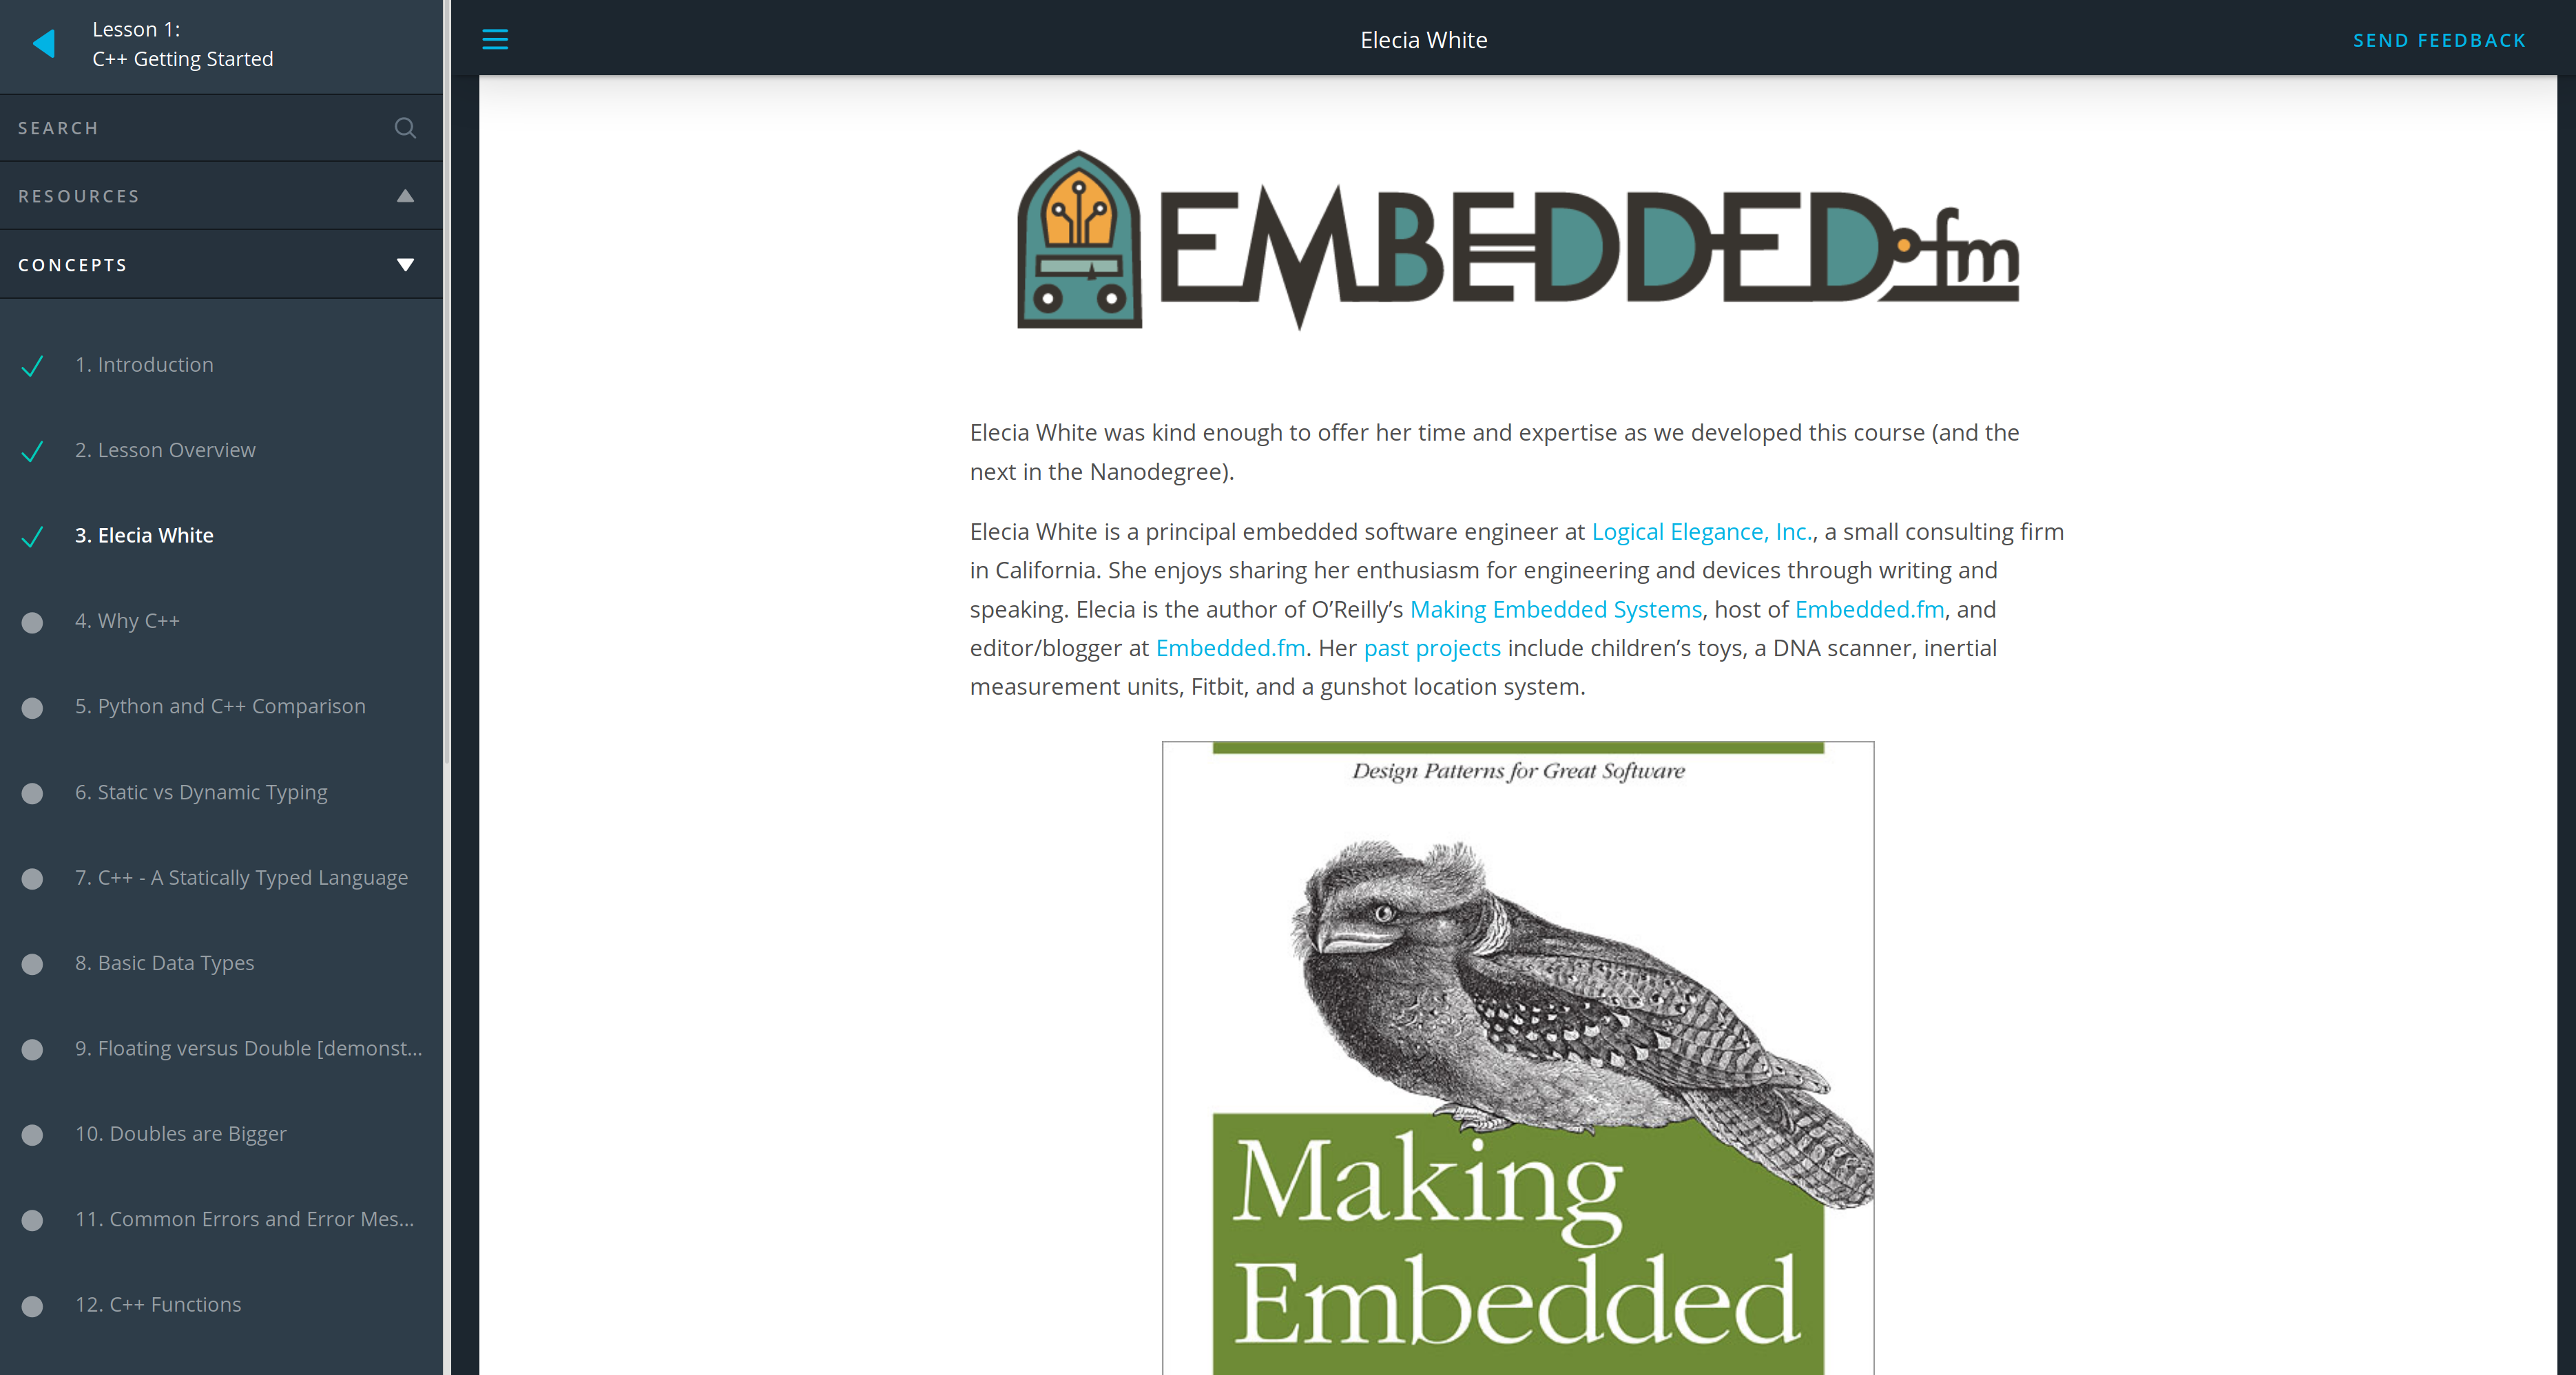 Lesson 1:
C++ Getting Started
SEARCH
RESOURCES
CONCEPTS
1. Introduction
2. Lesson Overview
3. Elecia White
4. Why C++
5. Python and C++ Comparison
6. Static vs Dynamic Typing
7. C++ - A Statically Typed Language
8. Basic Data Types
9. Floating versus Double [demonst...
10. Doubles are Bigger
11. Common Errors and Error Mes...
12. C++ Functions
Elecia White
SEND FEEDBACK
EMBEDDED.fm
Elecia White was kind enough to offer her time and expertise as we developed this course (and the
next in the Nanodegree).
Elecia White is a principal embedded software engineer at Logical Elegance, Inc., a small consulting firm
in California. She enjoys sharing her enthusiasm for engineering and devices through writing and
speaking. Elecia is the author of O’Reilly’s Making Embedded Systems, host of Embedded.fm, and
editor/blogger at Embedded.fm. Her past projects include children’s toys, a DNA scanner, inertial
measurement units, Fitbit, and a gunshot location system.
Design Patterns for Great Software
Making
Embedded